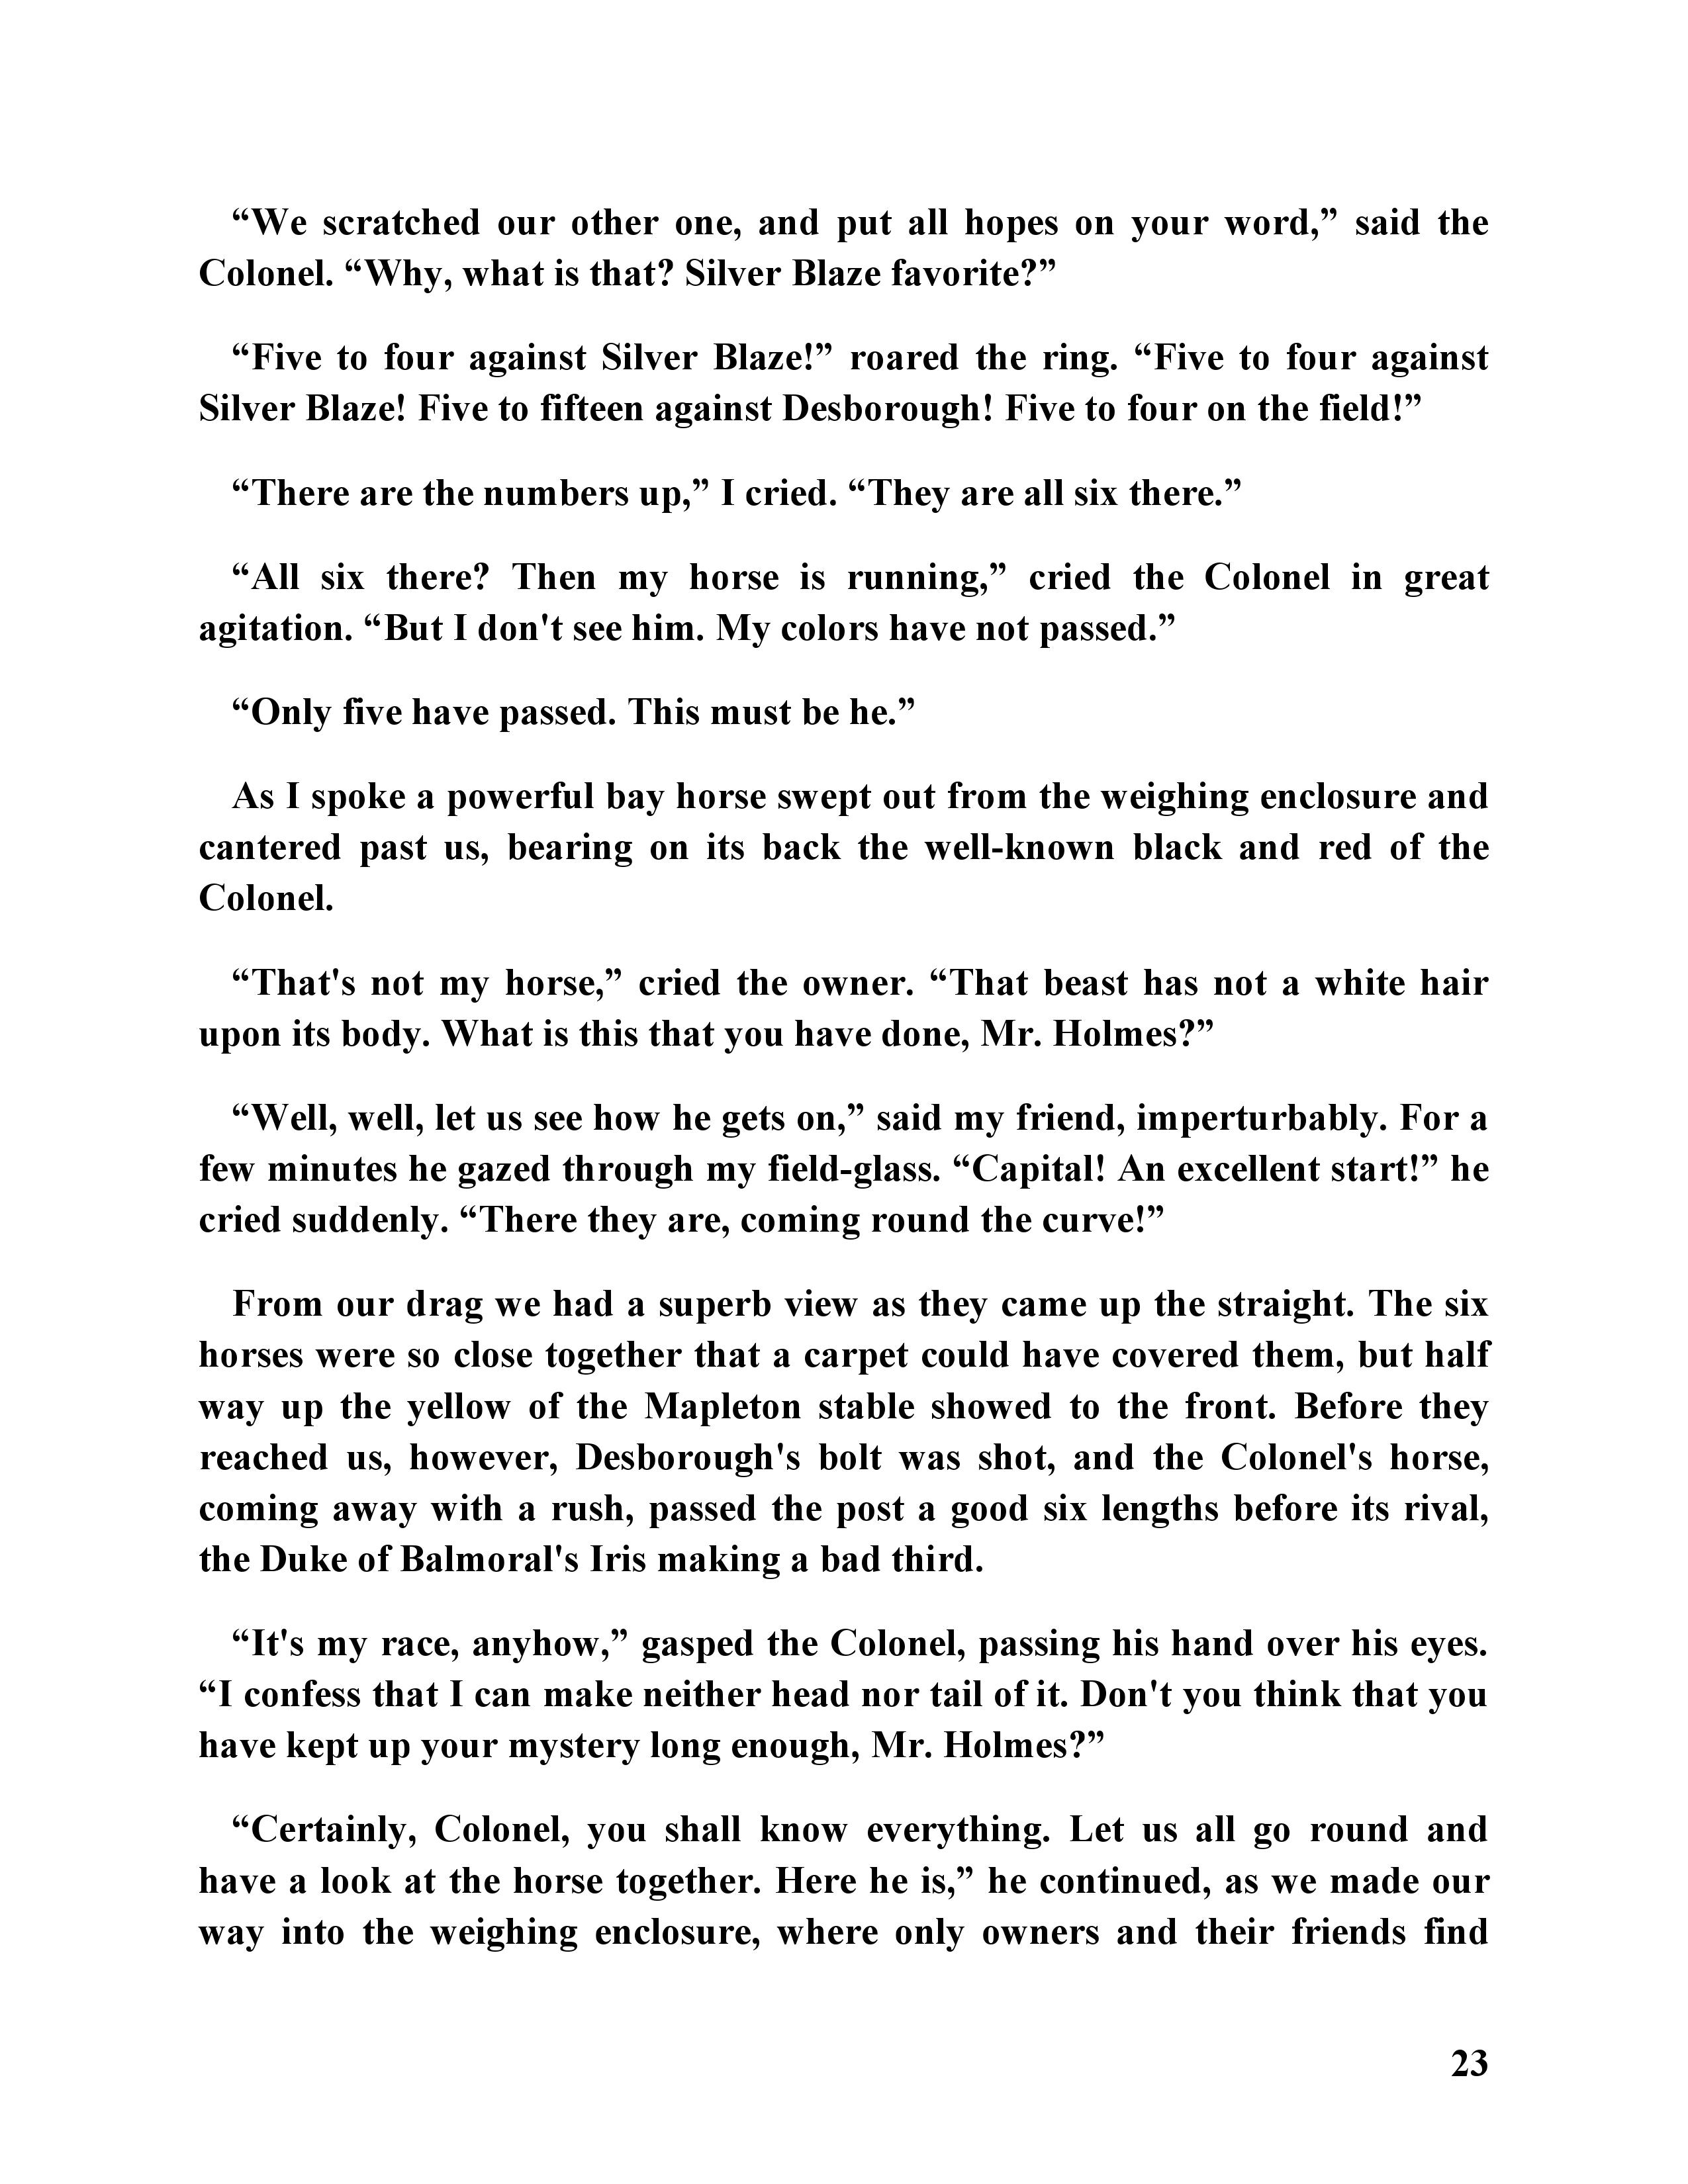 “We scratched our other one, and put all hopes on your word,” said the
Colonel. “Why, what is that? Silver Blaze favorite?”
“Five to four against Silver Blaze!” roared the ring. “Five to four against
Silver Blaze! Five to fifteen against Desborough! Five to four on the field!”
“There are the numbers up,” I cried. “They are all six there.”
“All six there? Then my horse is running,” cried the Colonel in great
agitation. “But I don't see him. My colors have not passed.”
“Only five have passed. This must be he.”
As I spoke a powerful bay horse swept out from the weighing enclosure and
cantered past us, bearing on its back the well-known black and red of the
Colonel.
“That's not my horse,” cried the owner. “That beast has not a white hair
upon its body. What is this that you have done, Mr. Holmes?”
“Well, well, let us see how he gets on,” said my friend, imperturbably. For a
few minutes he gazed through my field-glass. “Capital! An excellent start!” he
cried suddenly. “There they are, coming round the curve!”
From our drag we had a superb view as they came up the straight. The six
horses were so close together that a carpet could have covered them, but half
way up the yellow of the Mapleton stable showed to the front. Before they
reached us, however, Desborough's bolt was shot, and the Colonel's horse,
coming away with a rush, passed the post a good six lengths before its rival,
the Duke of Balmoral's Iris making a bad third.
“It's my race, anyhow,” gasped the Colonel, passing his hand over his eyes.
“I confess that I can make neither head nor tail of it. Don't you think that you
have kept up your mystery long enough, Mr. Holmes?”
“Certainly, Colonel, you shall know everything. Let us all go round and
have a look at the horse together. Here he is,” he continued, as we made our
way into the weighing enclosure, where only owners and their friends find
23